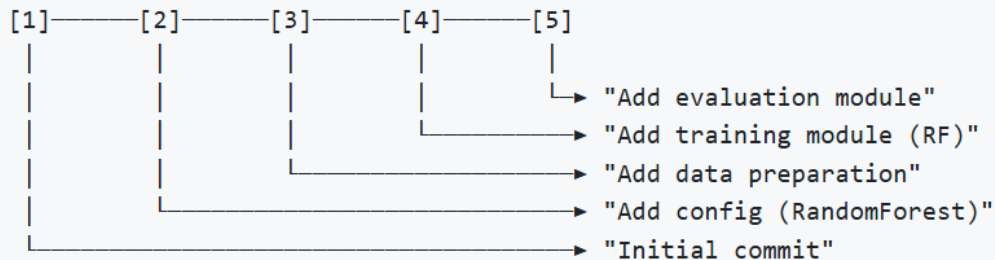 [1]——————[2]——————[3]——————[4]——————[5]
"Add evaluation module"
"Add training module (RF)"
"Add data preparation"
"Add config (RandomForest)"
"Initial commit"